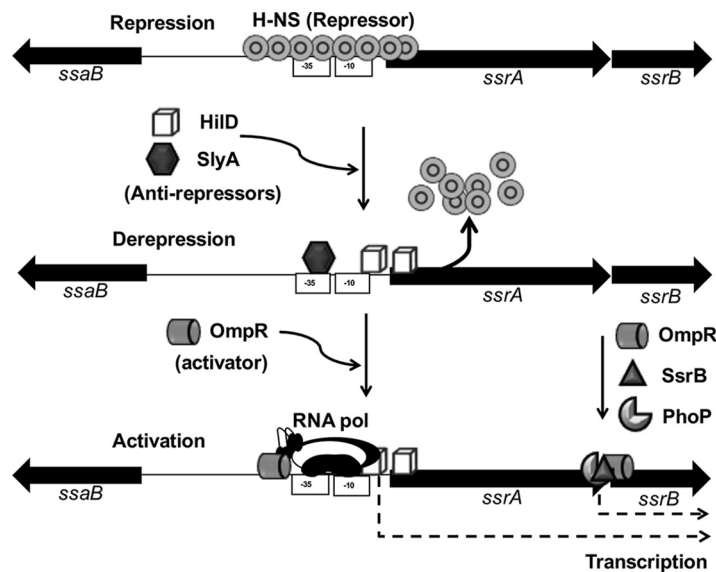 Repression
H-NS (Repressor)
-35
-10
ssaB
ssrA
ssrB
HilD
SlyA
(Anti-repressors)
Derepression
-35
-10
ssaB
ssrA
ssrB
OmpR
(activator)
OmpR
SsrB
PhoP
RNA pol
Activation
-35
-10
ssaB
ssrA
ssrB
Transcription